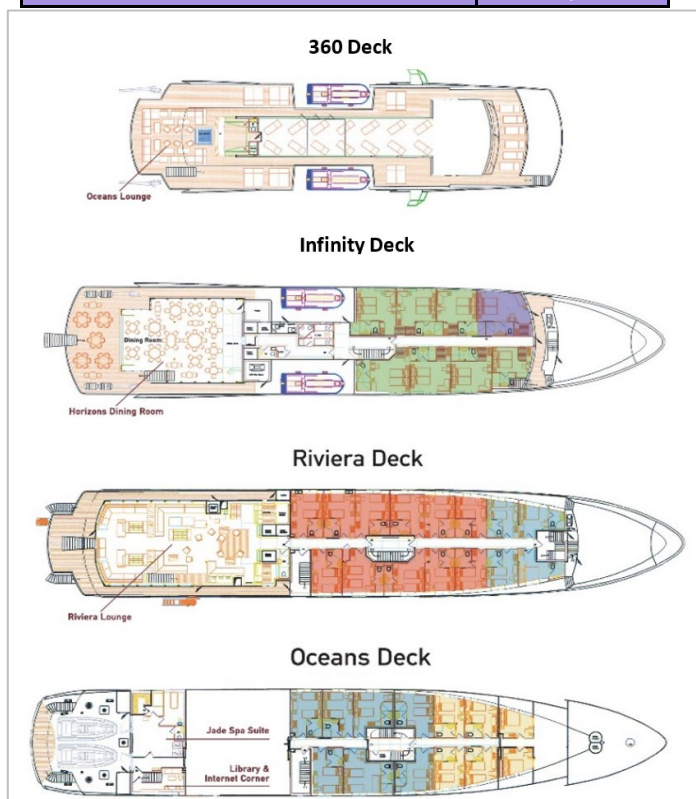 360 Deck
Oceans Lounge
Infinity Deck
Dining Room
Horizons Dining Room
Riviera Deck
Riviera Lounge
Oceans Deck
Jade Spa Suite
Library &
Internet Corner